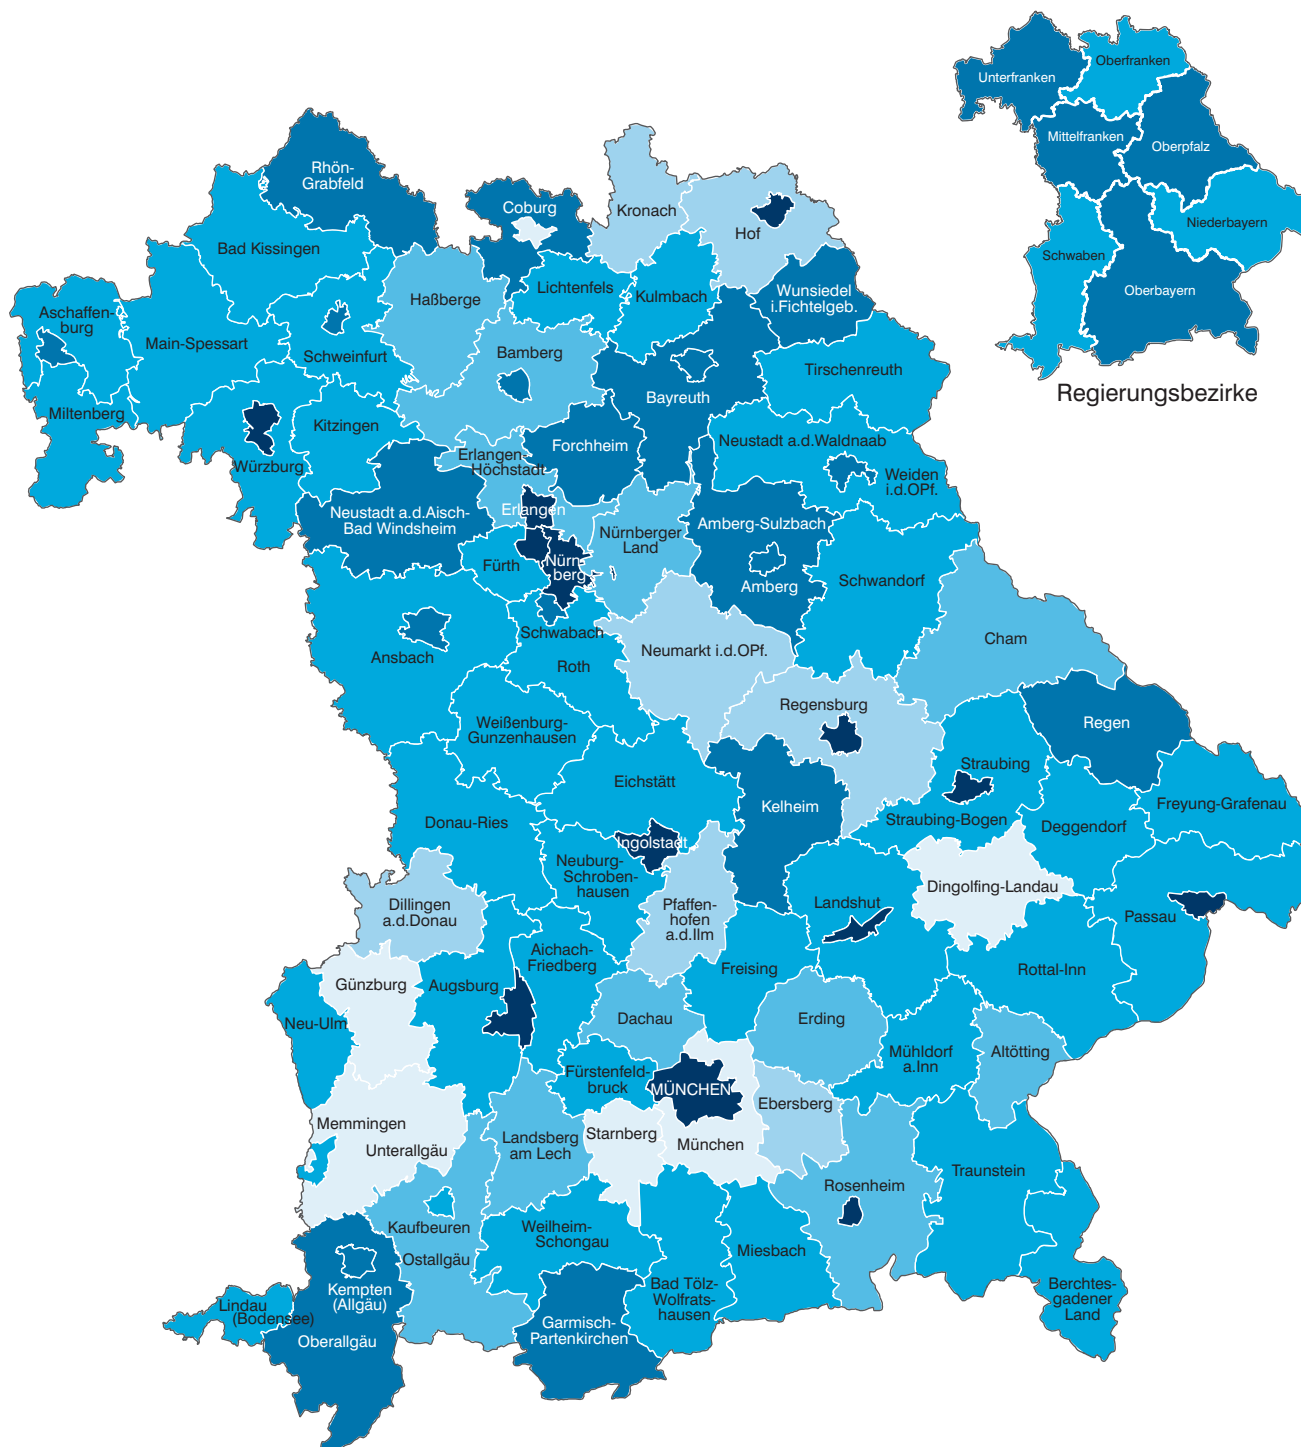 Unterfranken
Oberfranken
Mittelfranken
Oberpfalz
Niederbayern
Schwaben
Oberbayern
Regierungsbezirke
Rhön-
Grabfeld
Coburg
Kronach
Hof
Bad Kissingen
Haßberge
Lichtenfels
Kulmbach
Wunsiedel
i.Fichtelgeb.
Aschaffen-
burg
Main-Spessart
Schweinfurt
Bamberg
Bayreuth
Tirschenreuth
Miltenberg
Kitzingen
Würzburg
Forchheim
Erlangen-
Höchstadt
Neustadt a.d.Waldnaab
Weiden
i.d.OPf.
Neustadt a.d.Aisch-
Bad Windsheim
Erlangen
Nürnberger
Land
Amberg-Sulzbach
Amberg
Fürth
Nürn-
berg
Schwandorf
Schwabach
Roth
Ansbach
Neumarkt i.d.OPf.
Cham
Regensburg
Regen
Weißenburg-
Gunzenhausen
Eichstätt
Straubing
Kelheim
Straubing-Bogen
Freyung-Grafenau
Deggendorf
Donau-Ries
Ingolstadt
Neuburg-
Schroben-
hausen
Dingolfing-Landau
Dillingen
a.d.Donau
Pfaffen-
hofen
a.d.Ilm
Landshut
Passau
Aichach-
Friedberg
Freising
Rottal-Inn
Günzburg
Augsburg
Neu-Ulm
Dachau
Erding
Mühldorf
a.Inn
Altötting
Fürstenfeld-
bruck
MÜNCHEN
Ebersberg
Memmingen
Unterallgäu
Landsberg
am Lech
Starnberg
München
Traunstein
Rosenheim
Kaufbeuren
Ostallgäu
Weilheim-
Schongau
Miesbach
Bad Tölz-
Wolfrats-
hausen
Berchtes-
gadener
Land
Kempten
(Allgäu)
Lindau
(Bodensee)
Oberallgäu
Garmisch-
Partenkirchen